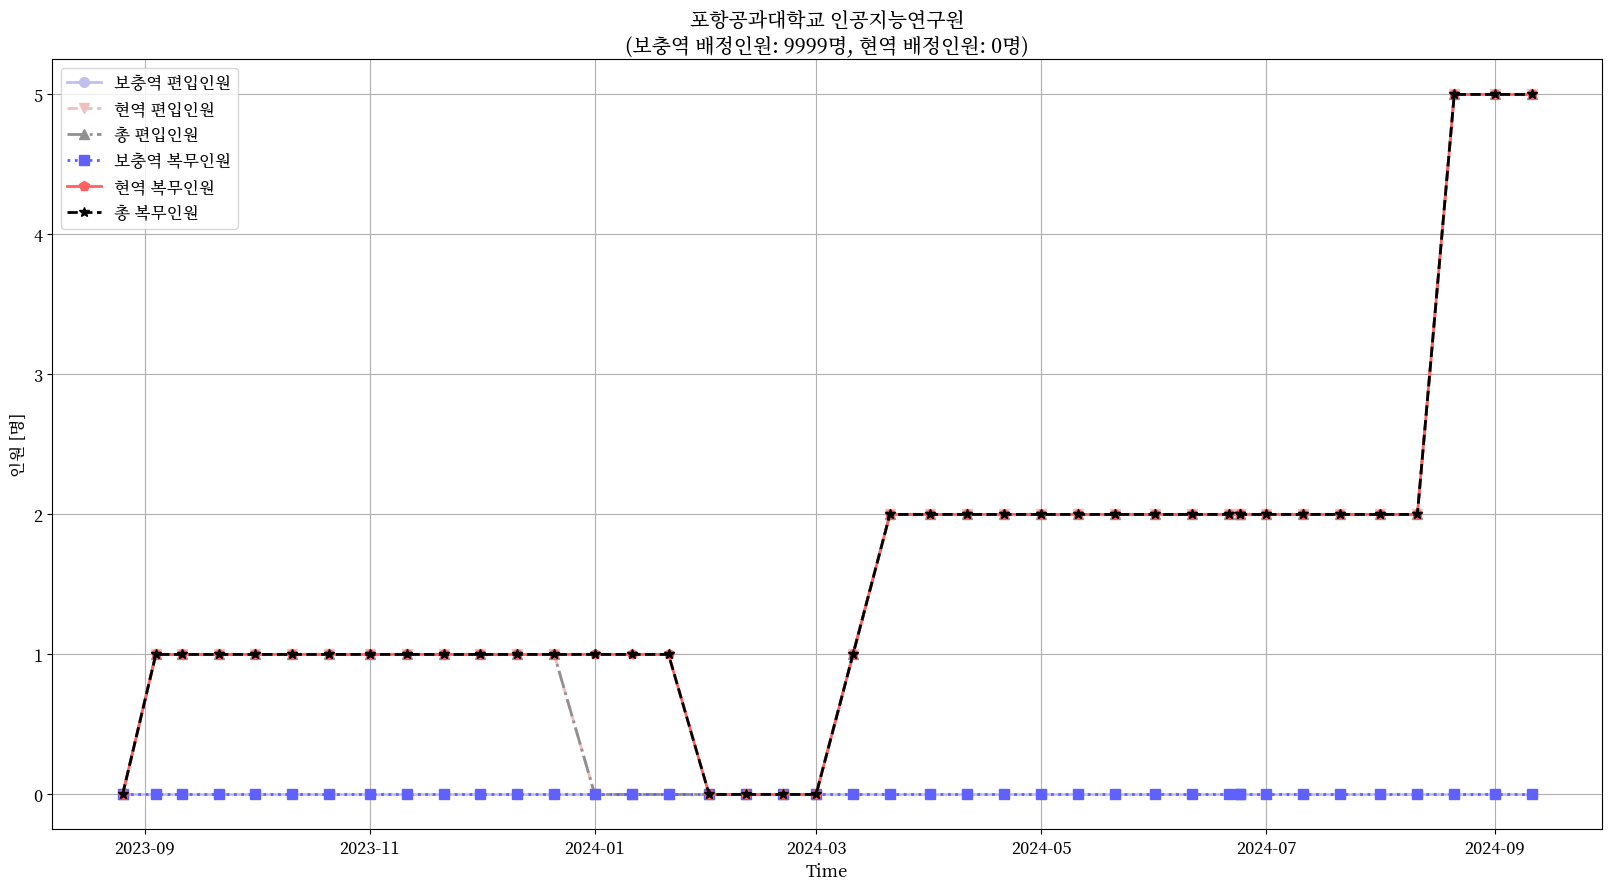 포항공과대학교 인공지능연구원
(보충역 배정인원: 9999명, 현역 배정인원: 0명)
보충역 편입인원
현역 편입인원
총 편입인원
보충역 복무인원
현역 복무인원
총 복무인원
인원 [명]
5
4
3
2
1
0
2023-09
2023-11
2024-01
2024-03
2024-05
2024-07
2024-09
Time